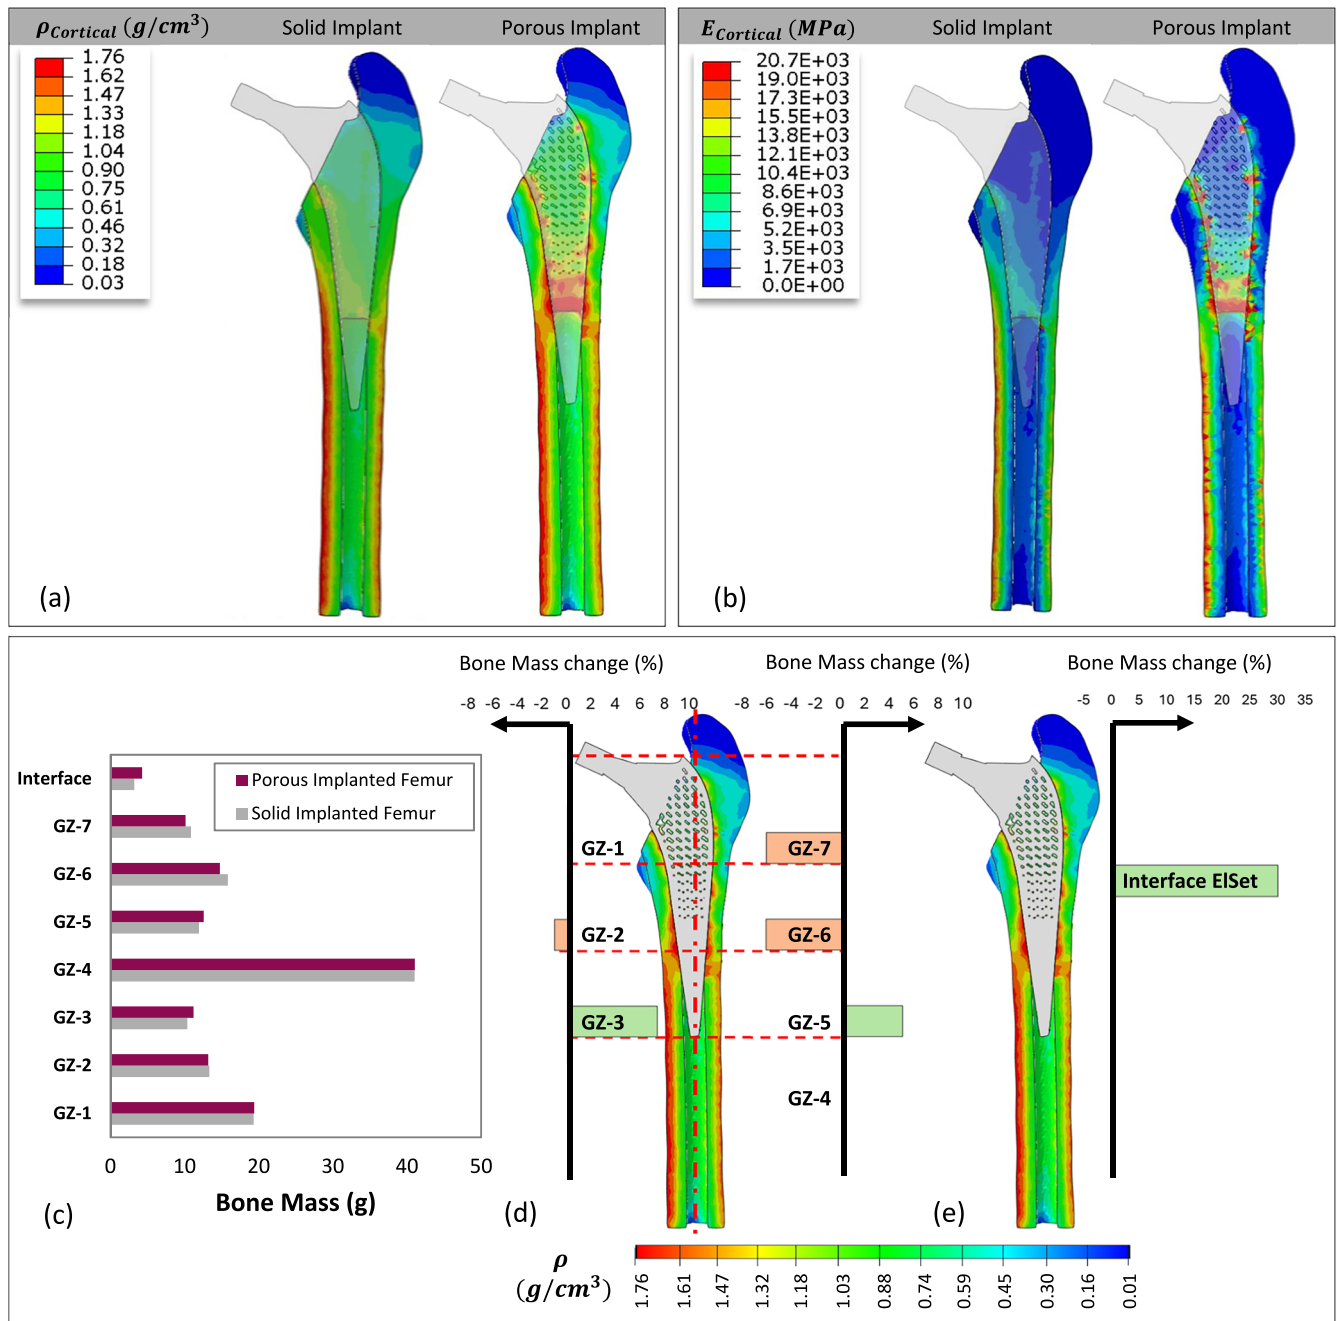 ρCortical (g/cm³)
Solid Implant
Porous Implant
1.76
1.62
1.47
1.33
1.18
1.04
0.90
0.75
0.61
0.46
0.32
0.18
0.03
(a)
ECortical (MPa)
Solid Implant
Porous Implant
20.7E+03
19.0E+03
17.3E+03
15.5E+03
13.8E+03
12.1E+03
10.4E+03
8.6E+03
6.9E+03
5.2E+03
3.5E+03
1.7E+03
0.0E+00
(b)
Interface
GZ-7
GZ-6
GZ-5
GZ-4
GZ-3
GZ-2
GZ-1
Porous Implanted Femur
Solid Implanted Femur
0 10 20 30 40 50
Bone Mass (g)
(c)
Bone Mass change (%)
-8 -6 -4 -2 0 2 4 6 8 10
Bone Mass change (%)
-8 -6 -4 -2 0 2 4 6 8 10
GZ-1
GZ-7
GZ-2
GZ-6
GZ-3
GZ-5
GZ-4
(d)
Bone Mass change (%)
-5 0 5 10 15 20 25 30 35
Interface ElSet
(e)
ρ
(g/cm³)
1.76 1.61 1.47 1.32 1.18 1.03 0.88 0.74 0.59 0.45 0.30 0.16 0.01